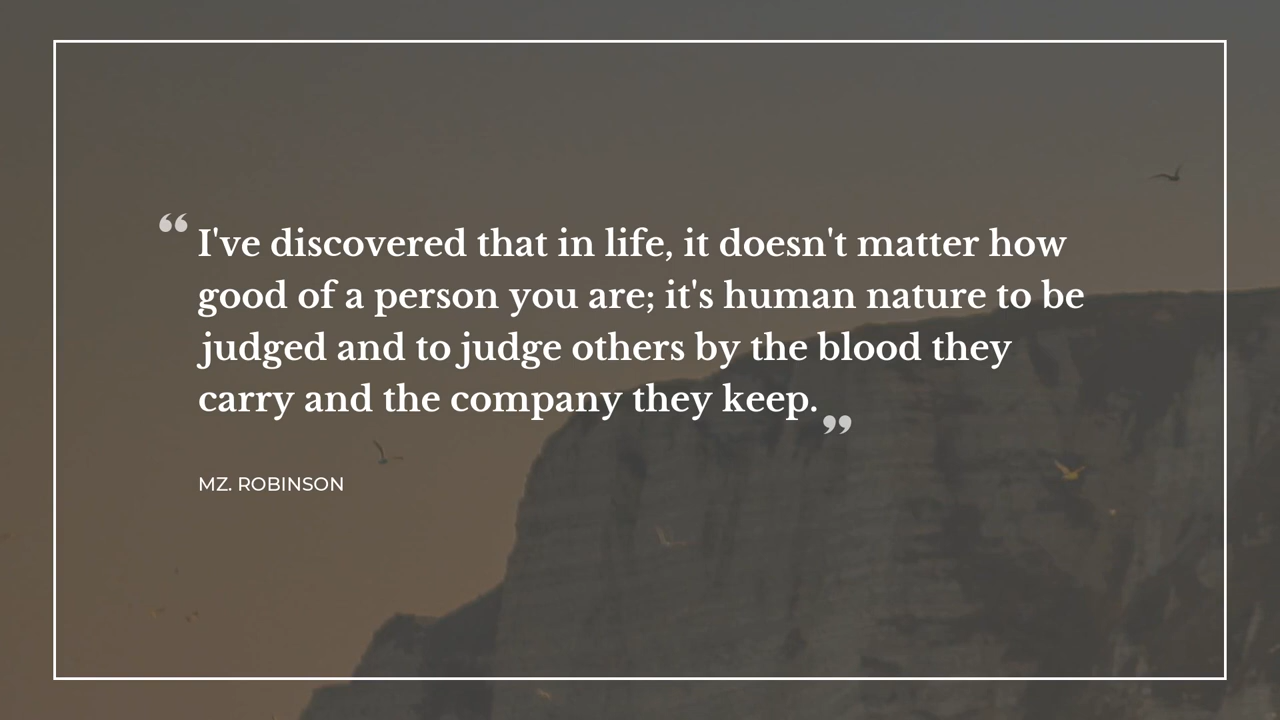 “I've discovered that in life, it doesn't matter how
good of a person you are; it's human nature to be
judged and to judge others by the blood they
carry and the company they keep.”
MZ. ROBINSON